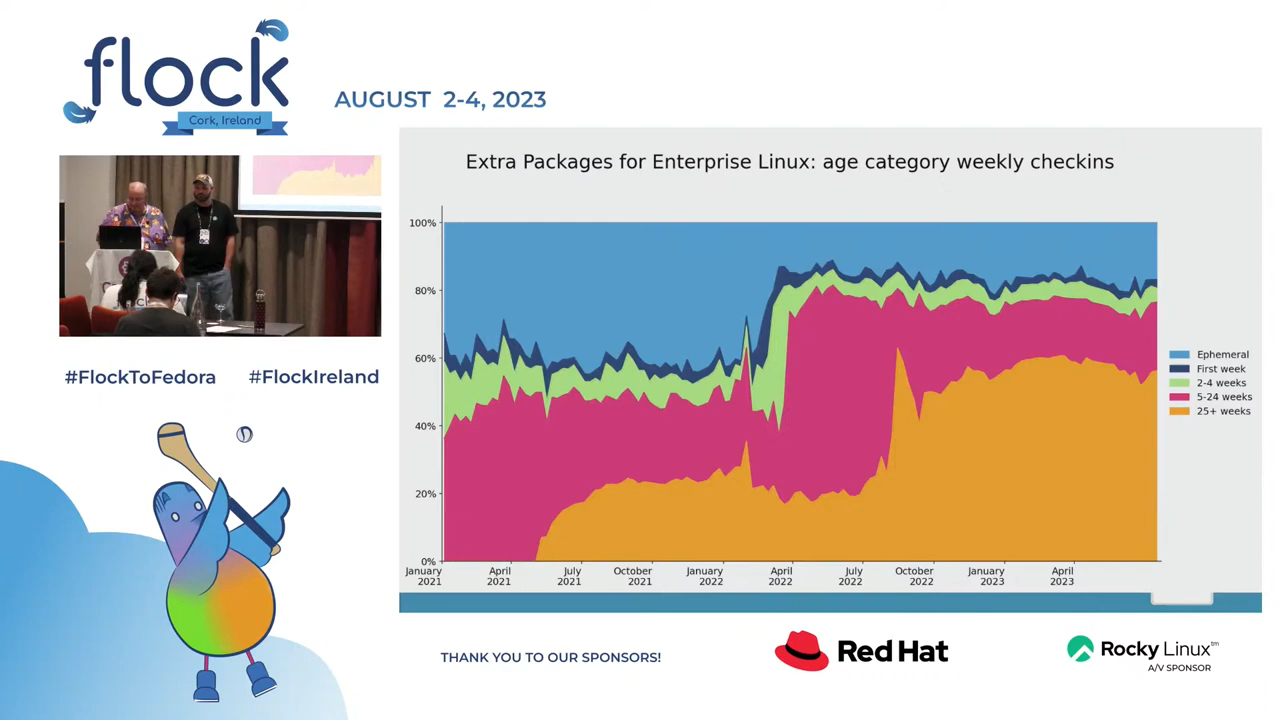 flock
Cork, Ireland
AUGUST 2-4, 2023
Extra Packages for Enterprise Linux: age category weekly checkins
100%
80%
60%
40%
20%
0%
January
2021
April
2021
July
2021
October
2021
January
2022
April
2022
July
2022
October
2022
January
2023
April
2023
Ephemeral
First week
2-4 weeks
5-24 weeks
25+ weeks
#FlockToFedora #FlockIreland
THANK YOU TO OUR SPONSORS!
Red Hat
Rocky Linux™
A/V SPONSOR